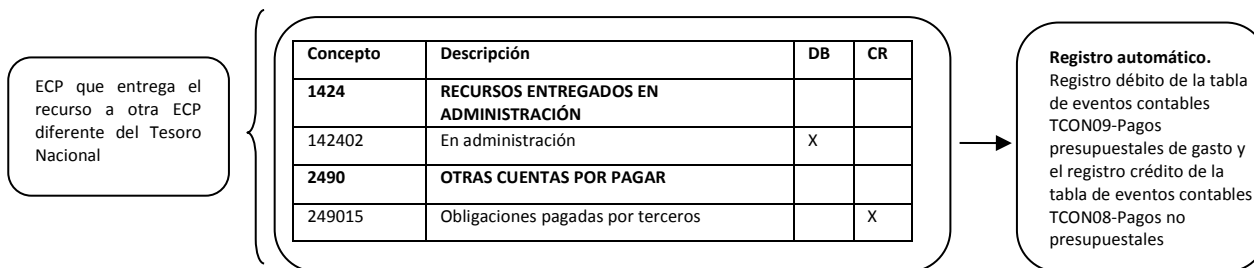 ECP que entrega el
recurso a otra ECP
diferente del Tesoro
Nacional
Concepto Descripción DB CR
1424 RECURSOS ENTREGADOS EN
ADMINISTRACIÓN
142402 En administración X
2490 OTRAS CUENTAS POR PAGAR
249015 Obligaciones pagadas por terceros X
Registro automático.
Registro débito de la tabla
de eventos contables
TCON09-Pagos
presupuestales de gasto y
el registro crédito de la
tabla de eventos contables
TCON08-Pagos no
presupuestales